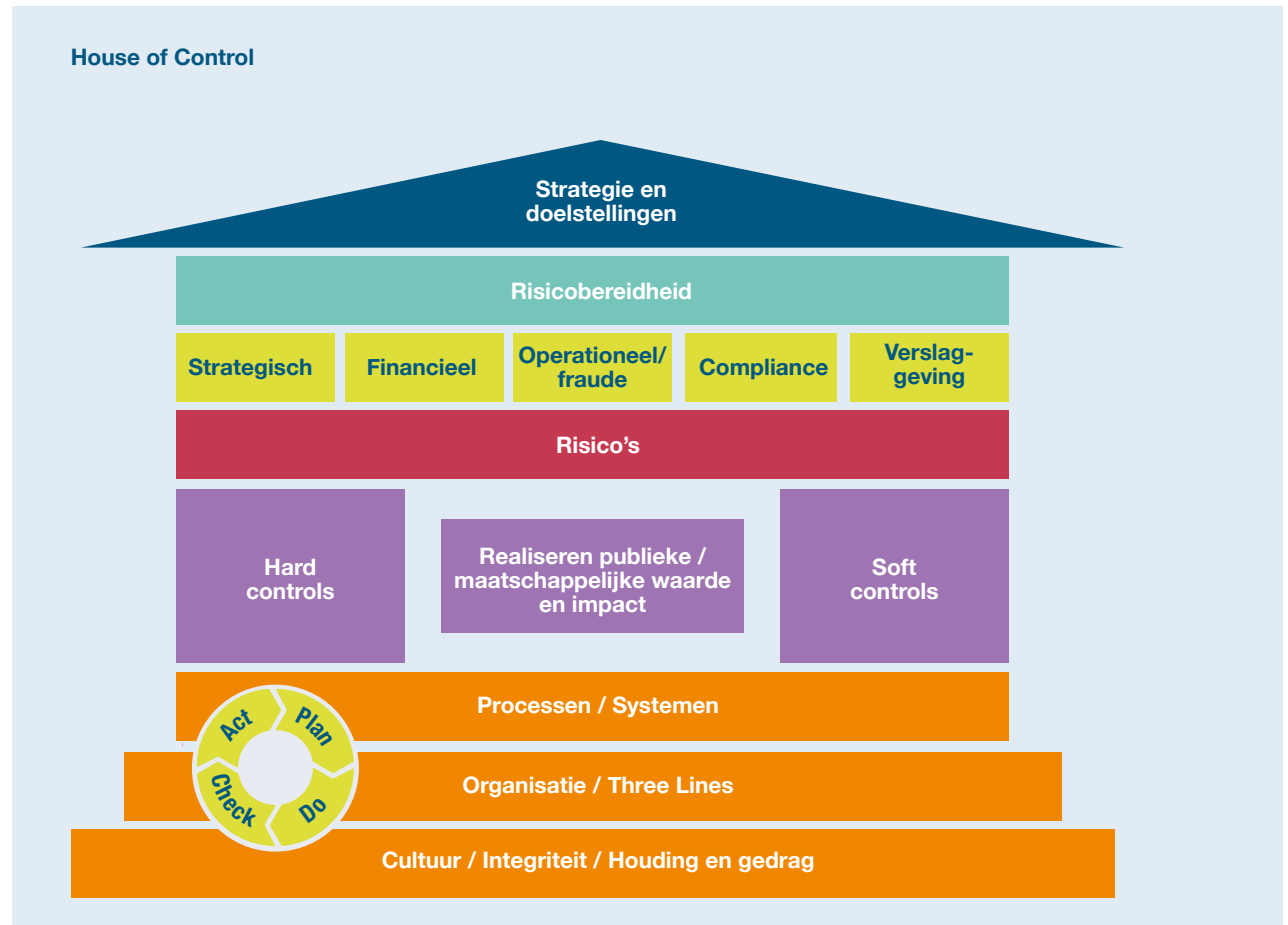 House of Control
Strategie en
doelstellingen
Risicobereidheid
Strategisch
Financieel
Operationeel/
fraude
Compliance
Verslag-
geving
Risico's
Hard
controls
Realiseren publieke /
maatschappelijke waarde
en impact
Soft
controls
Processen / Systemen
Act
Plan
Check
Do
Organisatie / Three Lines
Cultuur / Integriteit / Houding en gedrag